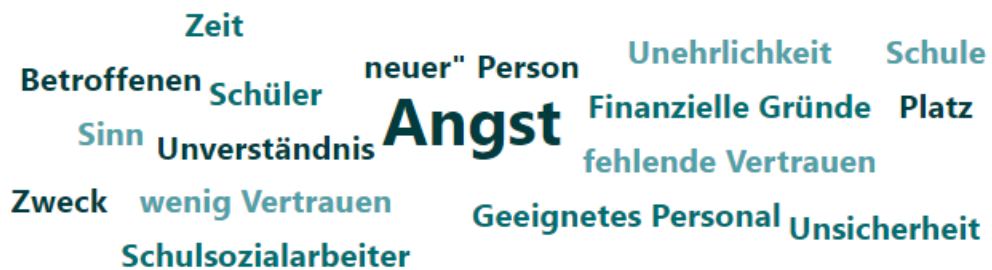 Zeit
Unehrlichkeit
Schule
neuer" Person
Betroffenen
Schüler
Finanzielle Gründe
Platz
Angst
Sinn
Unverständnis
fehlende Vertrauen
Zweck
wenig Vertrauen
Geeignetes Personal
Unsicherheit
Schulsozialarbeiter